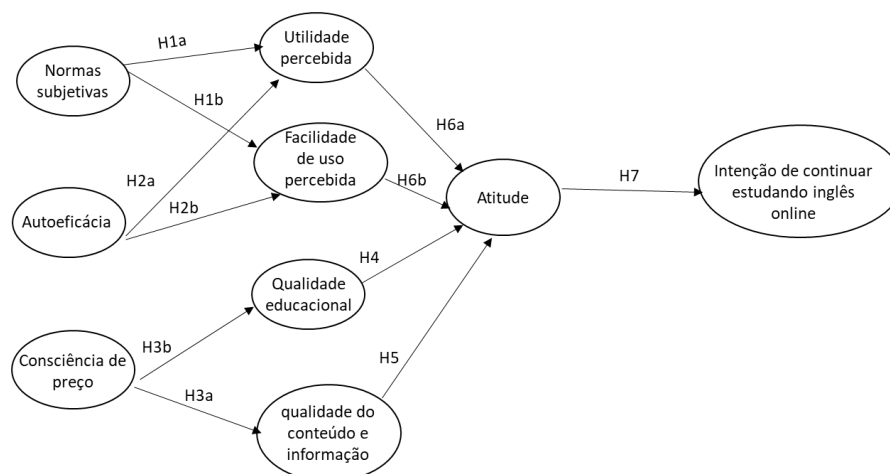 Normas
subjetivas
Autoeficácia
Consciência de
preço
H1a
H1b
H2a
H2b
H3b
H3a
Utilidade
percebida
Facilidade
de uso
percebida
Qualidade
educacional
qualidade do
conteúdo e
informação
H6a
H6b
H4
H5
Atitude
H7
Intenção de continuar
estudando inglês
online